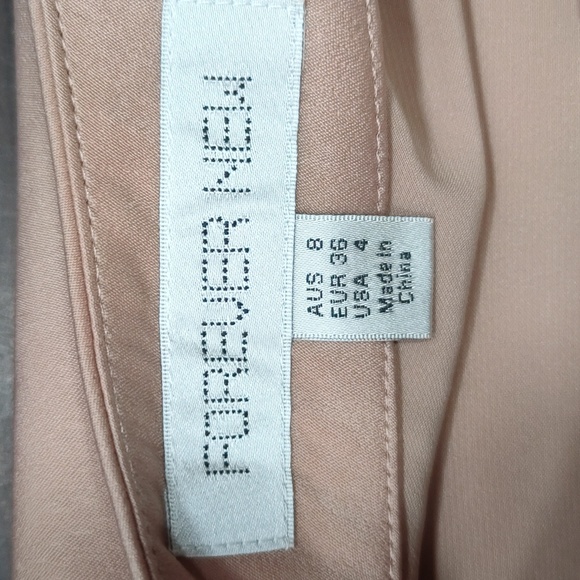 FOREVER NEW
AUS 8
EUR 36
USA 4
Made in
China